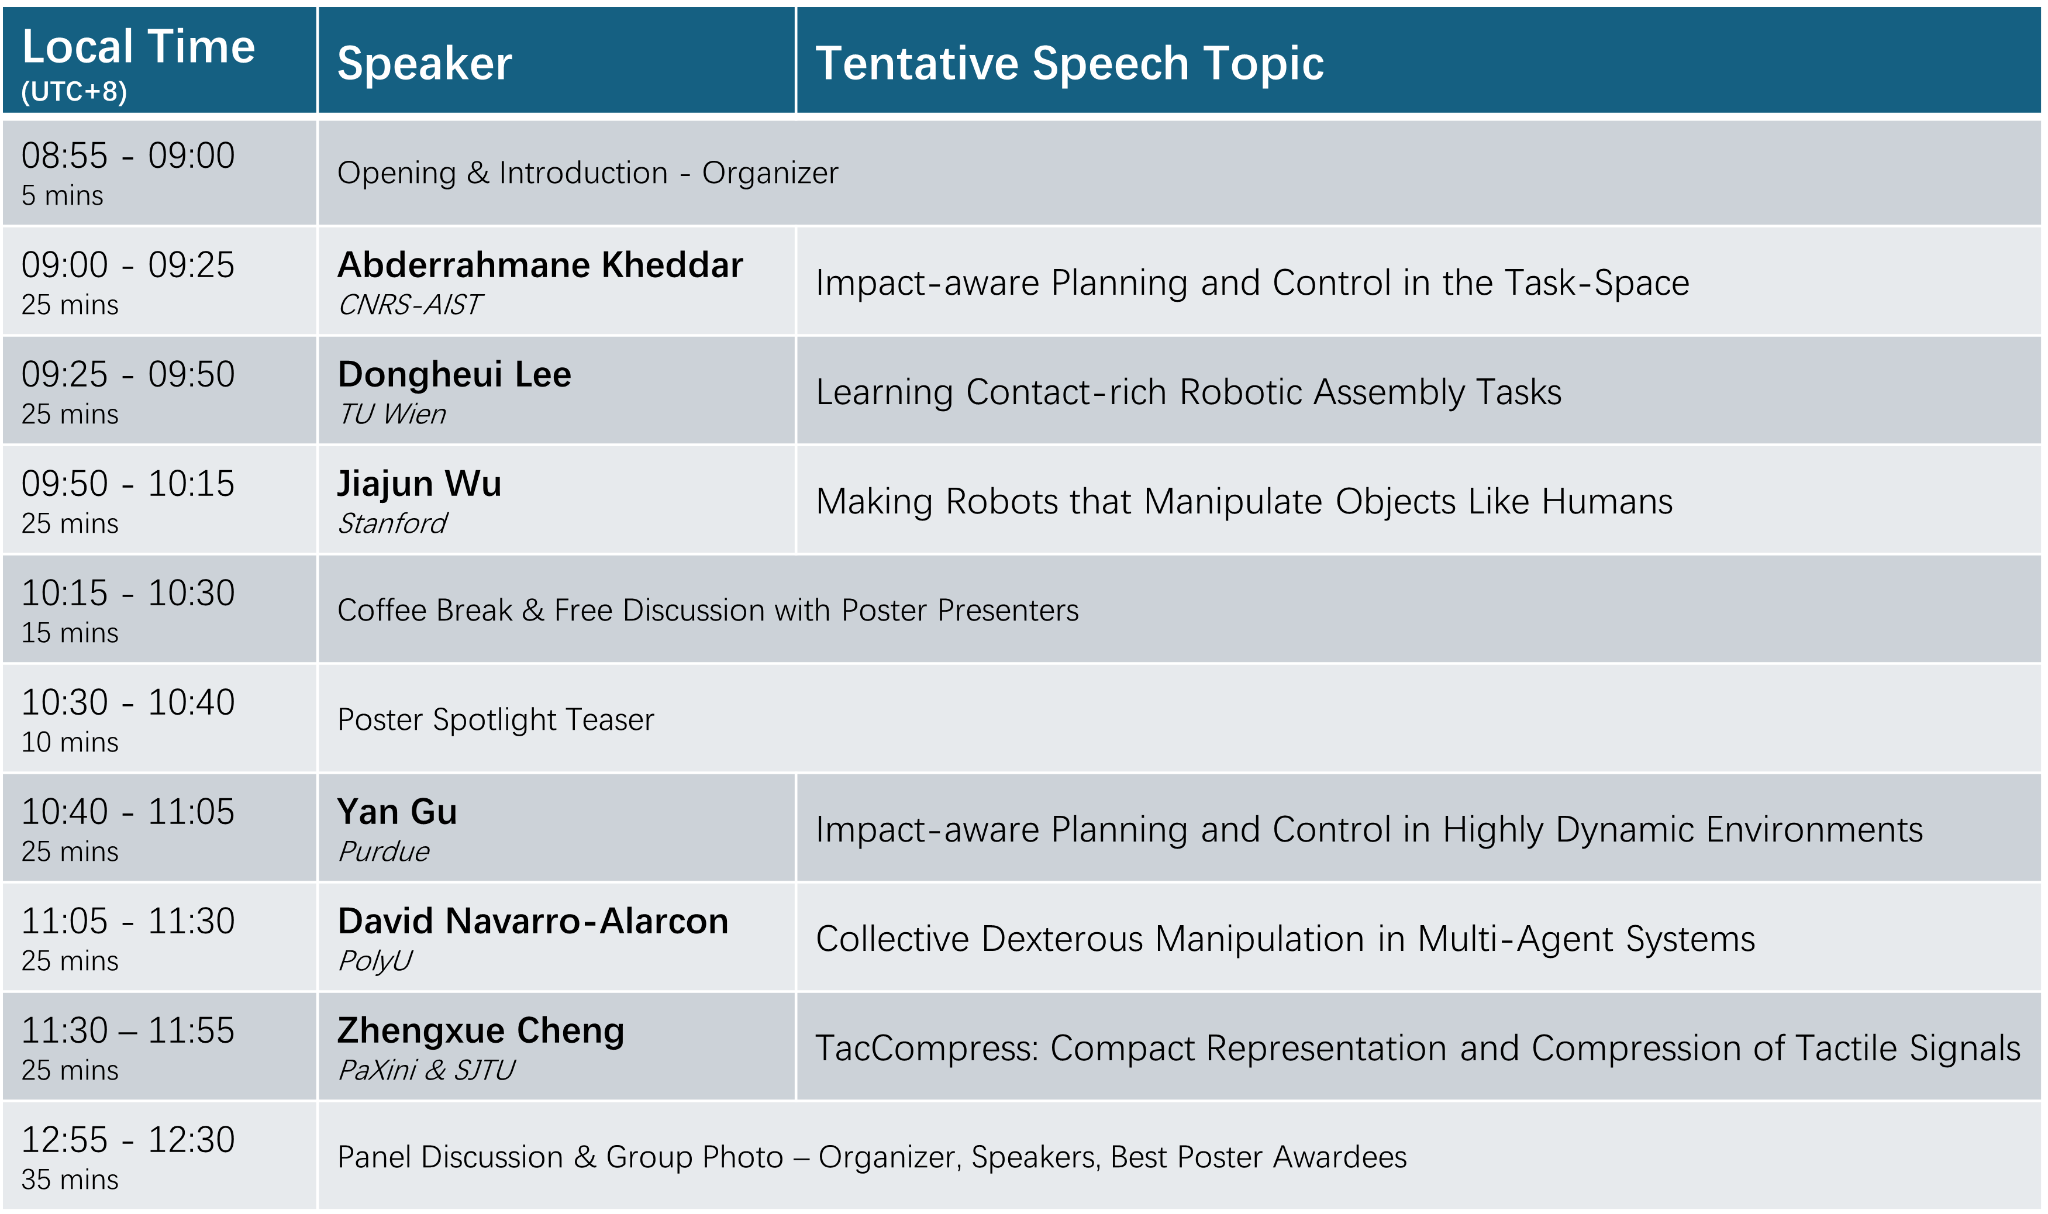 Local Time
(UTC+8)
Speaker
Tentative Speech Topic
08:55 - 09:00
5 mins
Opening & Introduction - Organizer
09:00 - 09:25
25 mins
Abderrahmane Kheddar
CNRS-AIST
Impact-aware Planning and Control in the Task-Space
09:25 - 09:50
25 mins
Dongheui Lee
TU Wien
Learning Contact-rich Robotic Assembly Tasks
09:50 - 10:15
25 mins
Jiajun Wu
Stanford
Making Robots that Manipulate Objects Like Humans
10:15 - 10:30
15 mins
Coffee Break & Free Discussion with Poster Presenters
10:30 - 10:40
10 mins
Poster Spotlight Teaser
10:40 - 11:05
25 mins
Yan Gu
Purdue
Impact-aware Planning and Control in Highly Dynamic Environments
11:05 - 11:30
25 mins
David Navarro-Alarcon
PolyU
Collective Dexterous Manipulation in Multi-Agent Systems
11:30 – 11:55
25 mins
Zhengxue Cheng
PaXini & SJTU
TacCompress: Compact Representation and Compression of Tactile Signals
12:55 - 12:30
35 mins
Panel Discussion & Group Photo – Organizer, Speakers, Best Poster Awardees